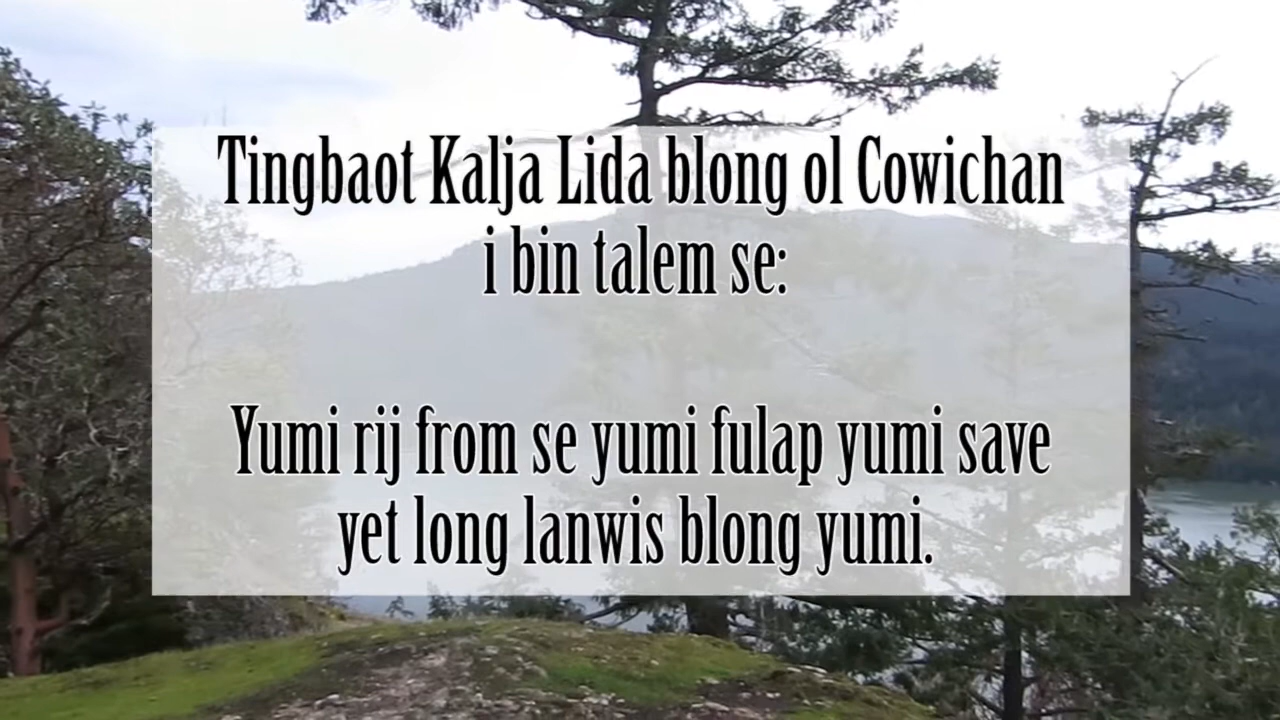 Tingbaot Kalja Lida blong ol Cowichan
i bin talem se:
Yumi rij from se yumi fulap yumi save
yet long lanwis blong yumi.